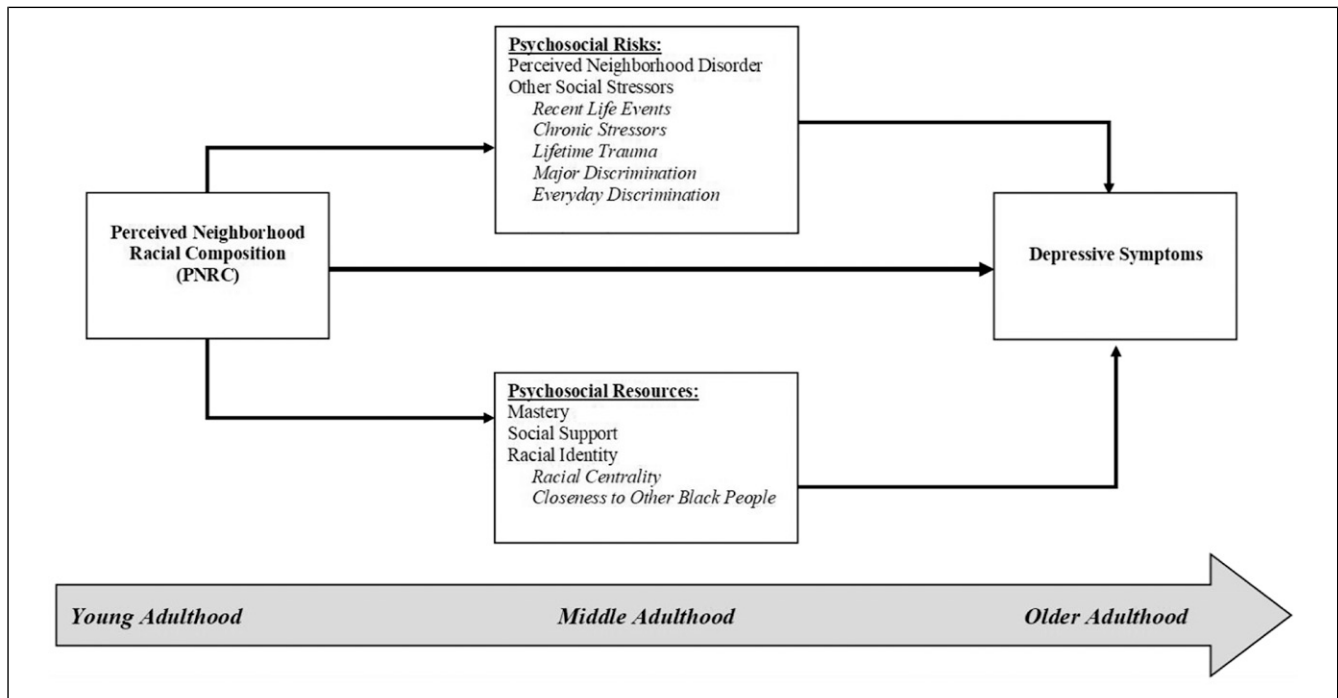 Psychosocial Risks:
Perceived Neighborhood Disorder
Other Social Stressors
Recent Life Events
Chronic Stressors
Lifetime Trauma
Major Discrimination
Everyday Discrimination
Perceived Neighborhood
Racial Composition
(PNRC)
Depressive Symptoms
Psychosocial Resources:
Mastery
Social Support
Racial Identity
Racial Centrality
Closeness to Other Black People
Young Adulthood
Middle Adulthood
Older Adulthood